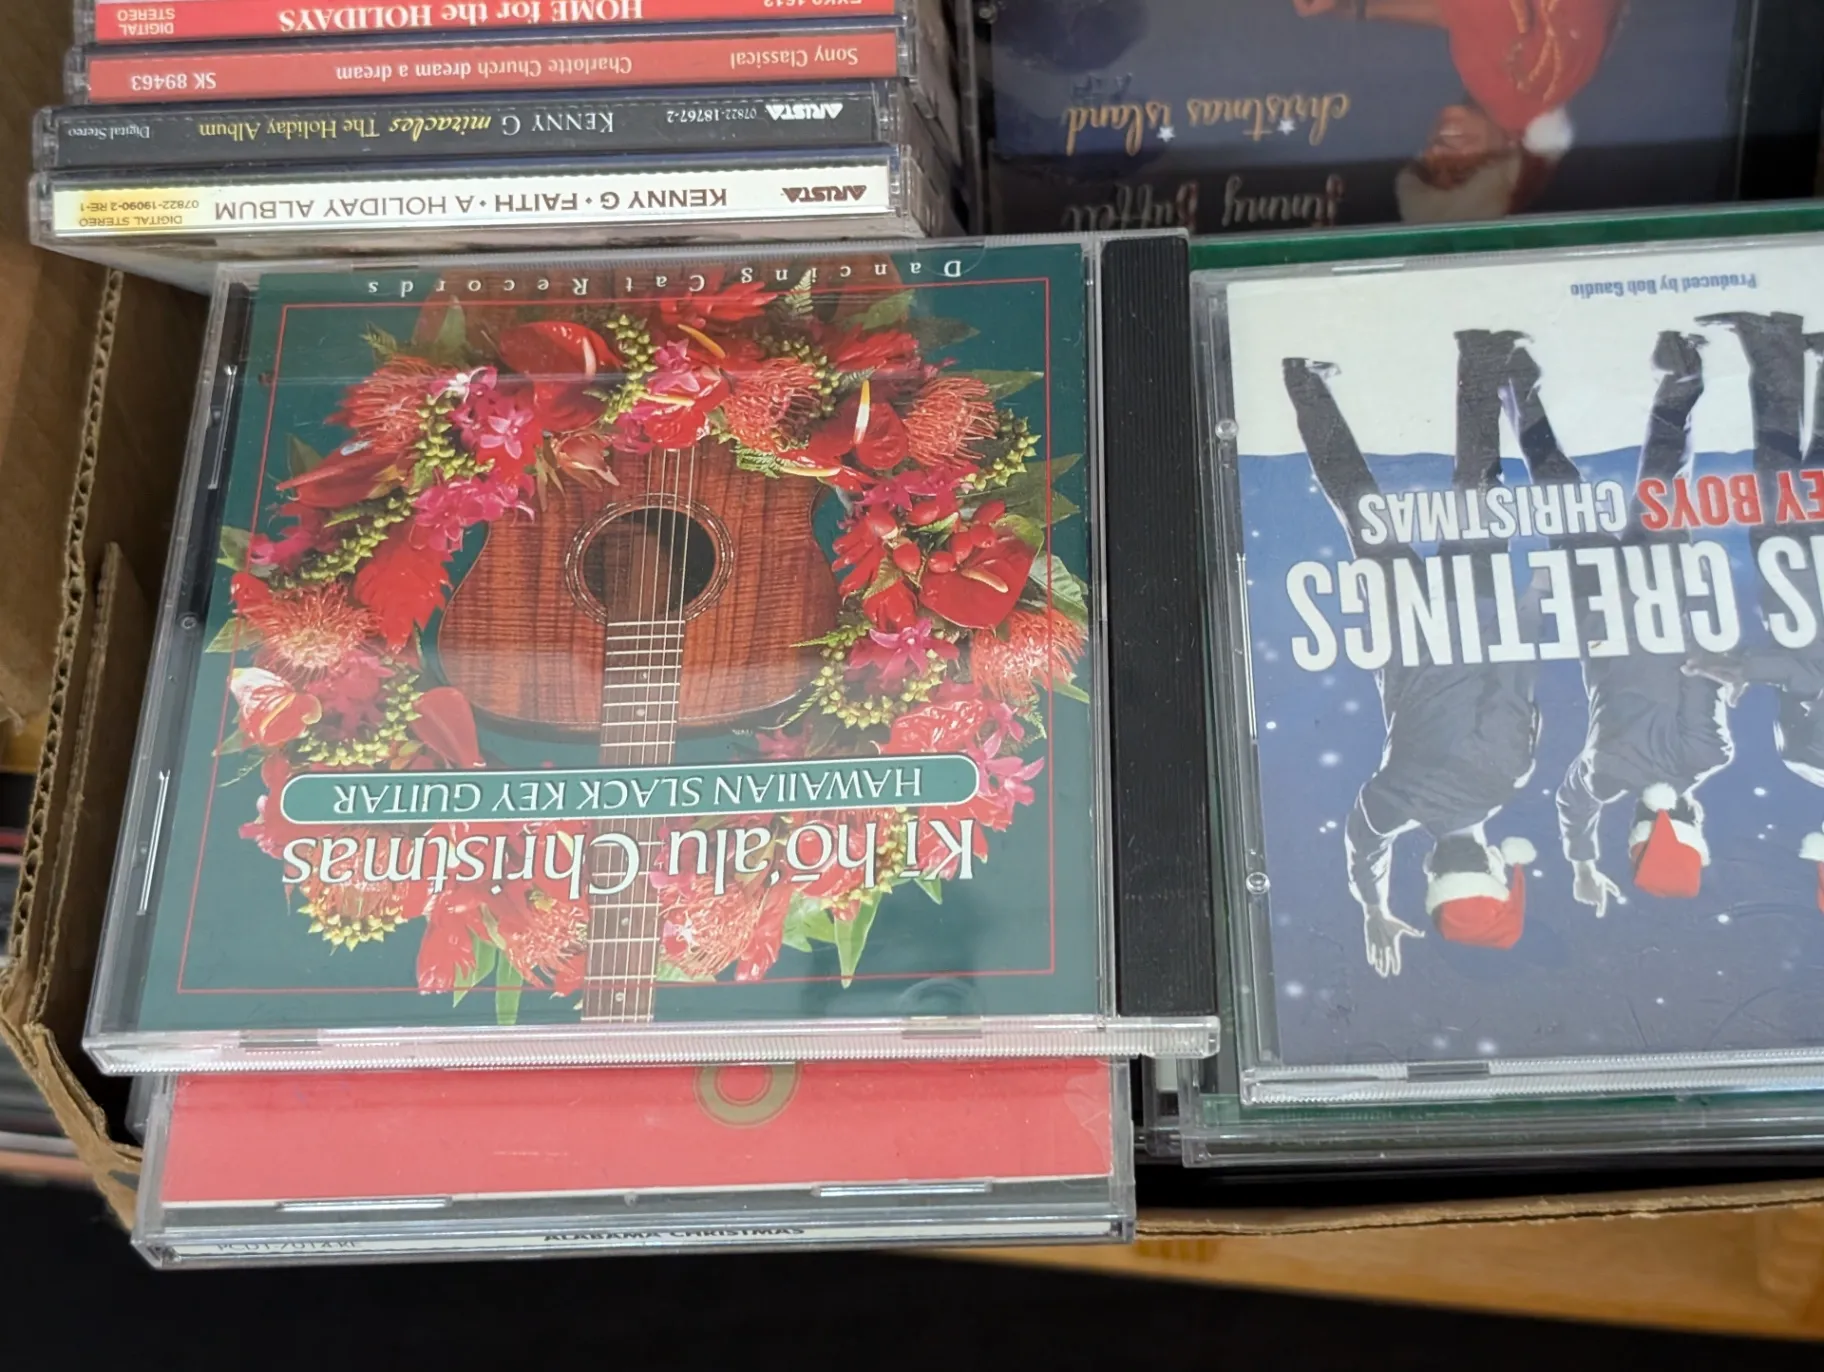 HOME for the HOLIDAYS
DIGITAL
STEREO
Sony Classical Charlotte Church dream a dream SK 89463
ARISTA 07822-18767-2 KENNY G miracles The Holiday Album Digital Stereo
ARISTA KENNY G • FAITH • A HOLIDAY ALBUM DIGITAL STEREO
07822-19090-2 RE-1
Jimmy Buffett
christmas island
Kī hō'alu Christmas
HAWAIIAN SLACK KEY GUITAR
Dancing Cat Records
S GREETINGS
EY BOYS CHRISTMAS
Produced by Bob Gaudio
ALABAMA CHRISTMAS